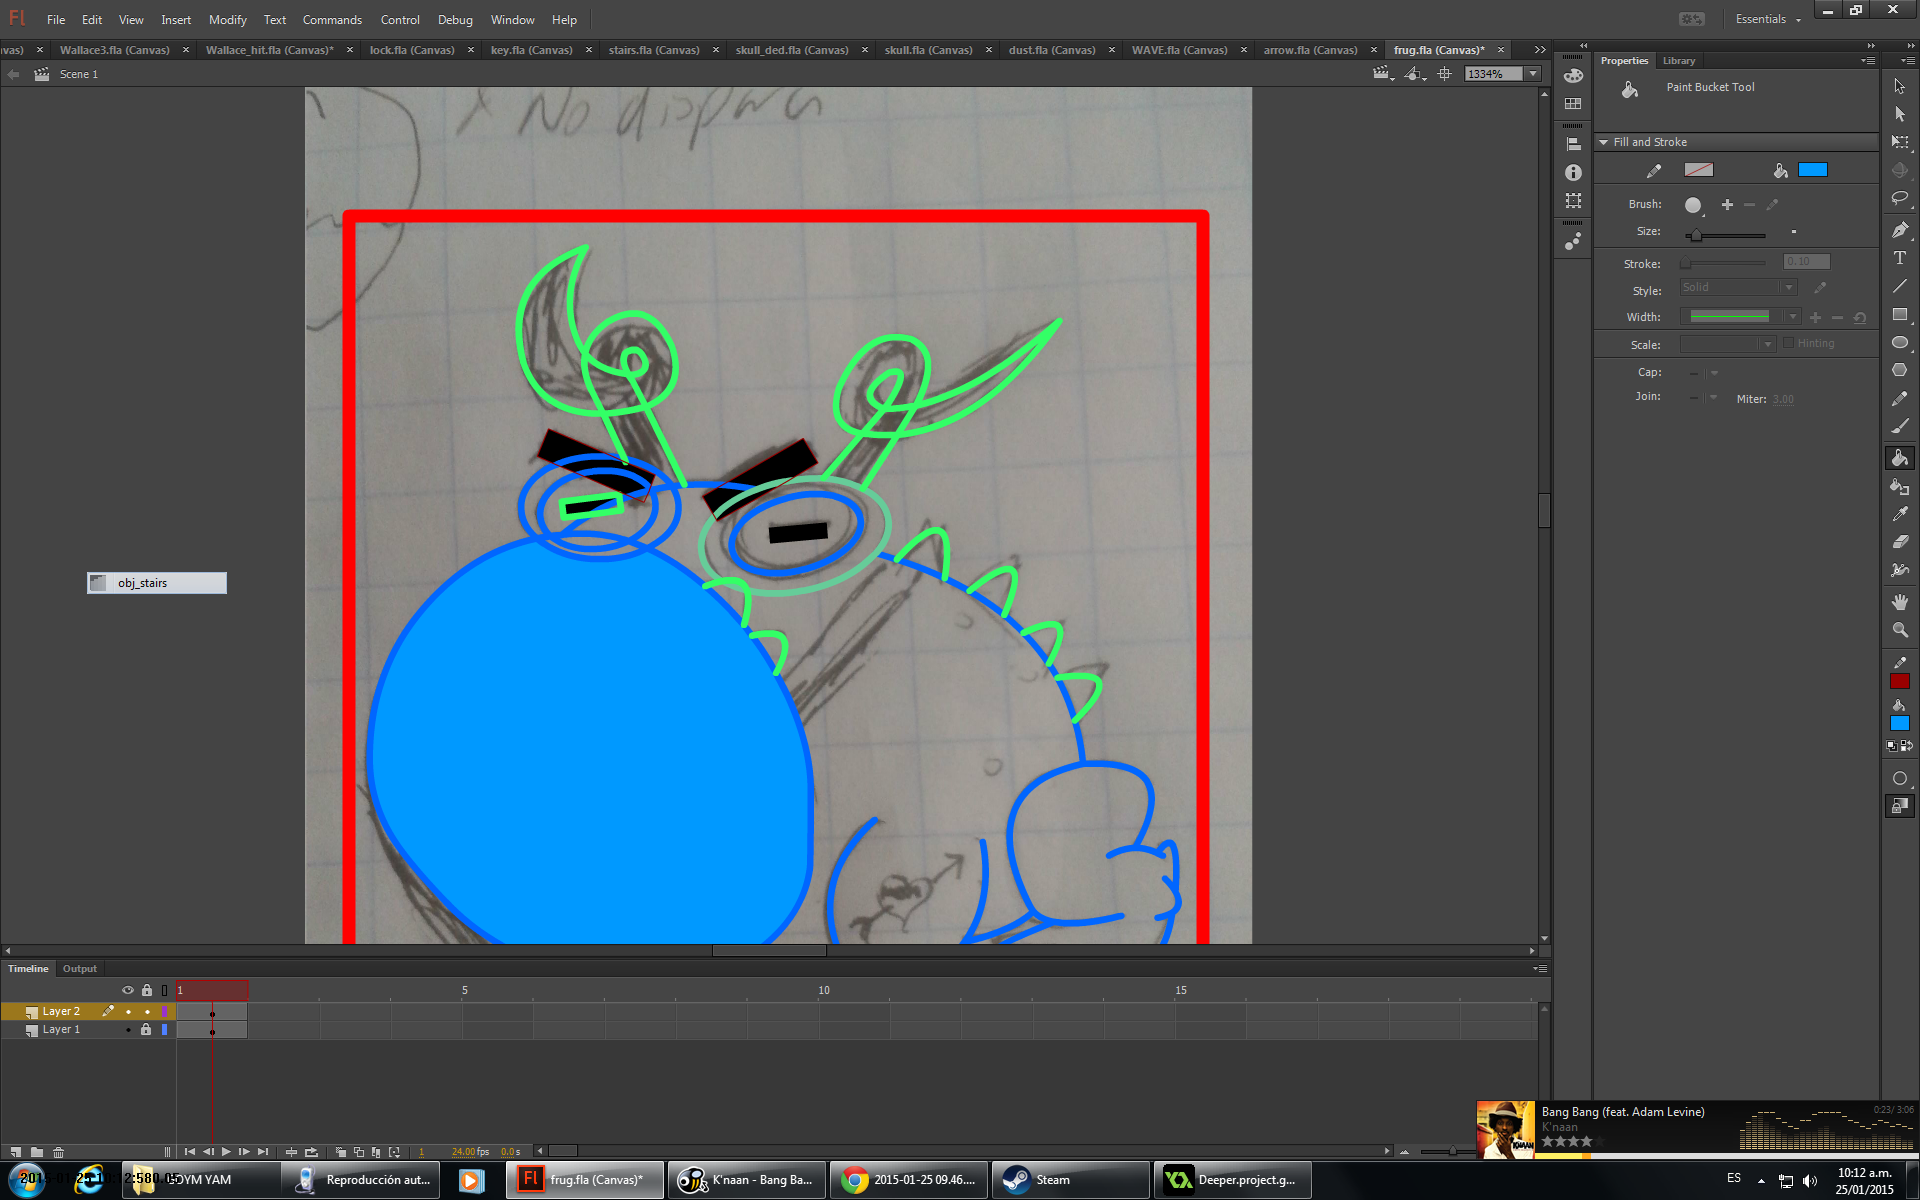 Fl File Edit View Insert Modify Text Commands Control Debug Window Help Essentials
vas) × Wallace3.fla (Canvas) × Wallace_hit.fla (Canvas)* × lock.fla (Canvas) × key.fla (Canvas) × stairs.fla (Canvas) × skull_ded.fla (Canvas) × skull.fla (Canvas) × dust.fla (Canvas) × WAVE.fla (Canvas) × arrow.fla (Canvas) × frug.fla (Canvas)* ×
Scene 1 1334%
Properties Library
Paint Bucket Tool
Fill and Stroke
Brush:
Size:
Stroke: 0,10
Style: Solid
Width:
Scale: Hinting
Cap:
Join: Miter: 3,00
x No dispara
obj_stairs
Timeline Output
1 5 10 15
Layer 2
Layer 1
1 24.00 fps 0.0 s
Bang Bang (feat. Adam Levine) 0:23/ 3:06
K'naan
2015-01-25 10:12:580.05
GYM YAM
Reproducción aut...
Fl frug.fla (Canvas)*
K'naan - Bang Ba...
2015-01-25 09.46....
Steam
Deeper.project.g...
ES
10:12 a.m.
25/01/2015